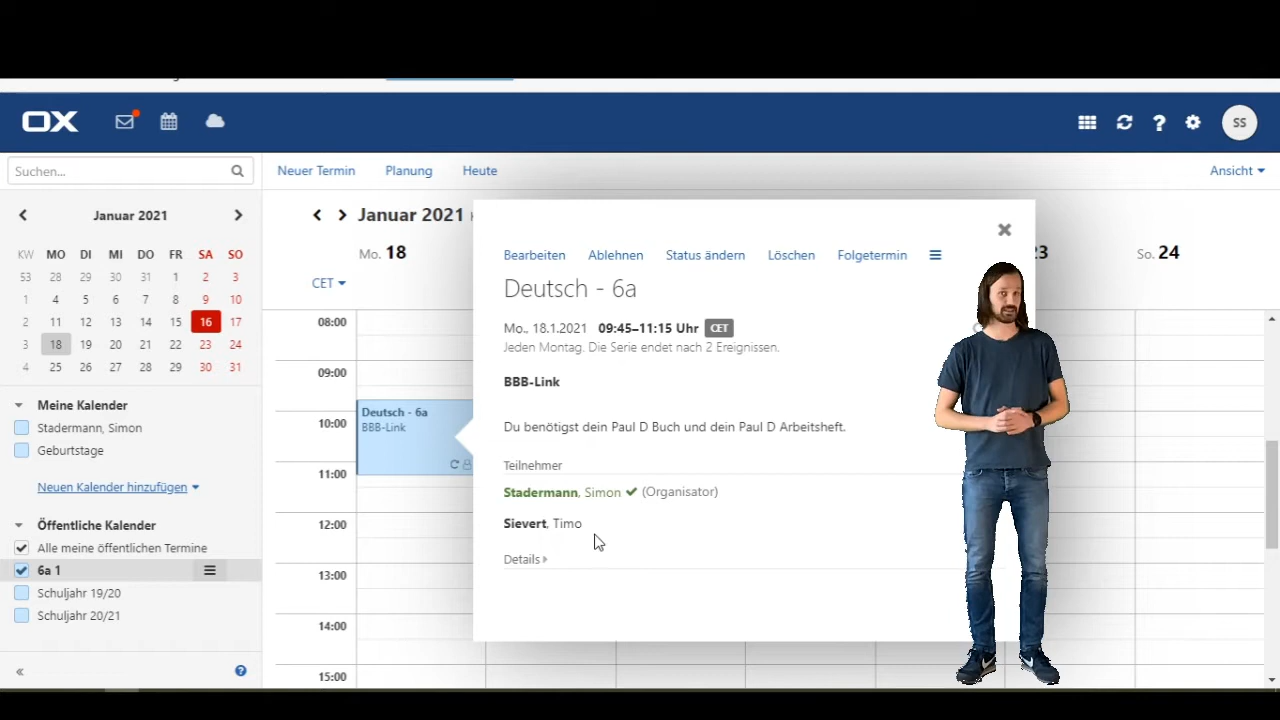 OX
SS
Suchen...
Neuer Termin Planung Heute Ansicht
Januar 2021
KW MO DI MI DO FR SA SO
53 28 29 30 31 1 2 3
1 4 5 6 7 8 9 10
2 11 12 13 14 15 16 17
3 18 19 20 21 22 23 24
4 25 26 27 28 29 30 31
Meine Kalender
Stadermann, Simon
Geburtstage
Neuen Kalender hinzufügen
Öffentliche Kalender
Alle meine öffentlichen Termine
6a 1
Schuljahr 19/20
Schuljahr 20/21
Januar 2021
Mo. 18
23
So. 24
CET
08:00
09:00
10:00
11:00
12:00
13:00
14:00
15:00
Deutsch - 6a
BBB-Link
Bearbeiten Ablehnen Status ändern Löschen Folgetermin
Deutsch - 6a
Mo., 18.1.2021 09:45–11:15 Uhr CET
Jeden Montag. Die Serie endet nach 2 Ereignissen.
BBB-Link
Du benötigst dein Paul D Buch und dein Paul D Arbeitsheft.
Teilnehmer
Stadermann, Simon (Organisator)
Sievert, Timo
Details